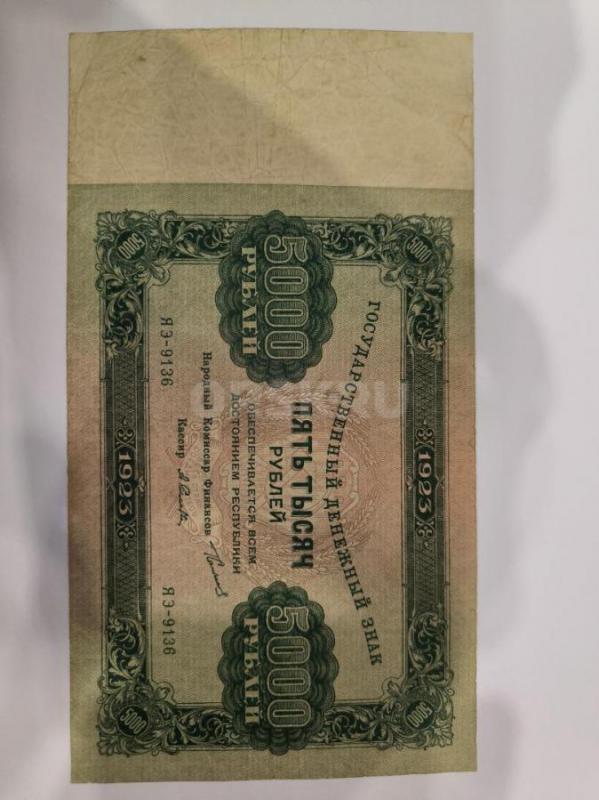 ГОСУДАРСТВЕННЫЙ ДЕНЕЖНЫЙ ЗНАК
5000
1923
5000
5000
РУБЛЕЙ
ПЯТЬ ТЫСЯЧ
РУБЛЕЙ
5000
РУБЛЕЙ
ОБЕСПЕЧИВАЕТСЯ ВСЕМ
ДОСТОЯНИЕМ РЕСПУБЛИКИ
Народный Комиссар Финансов
Кассир
ЯЭ-9136
ЯЭ-9136
5000
1923
5000